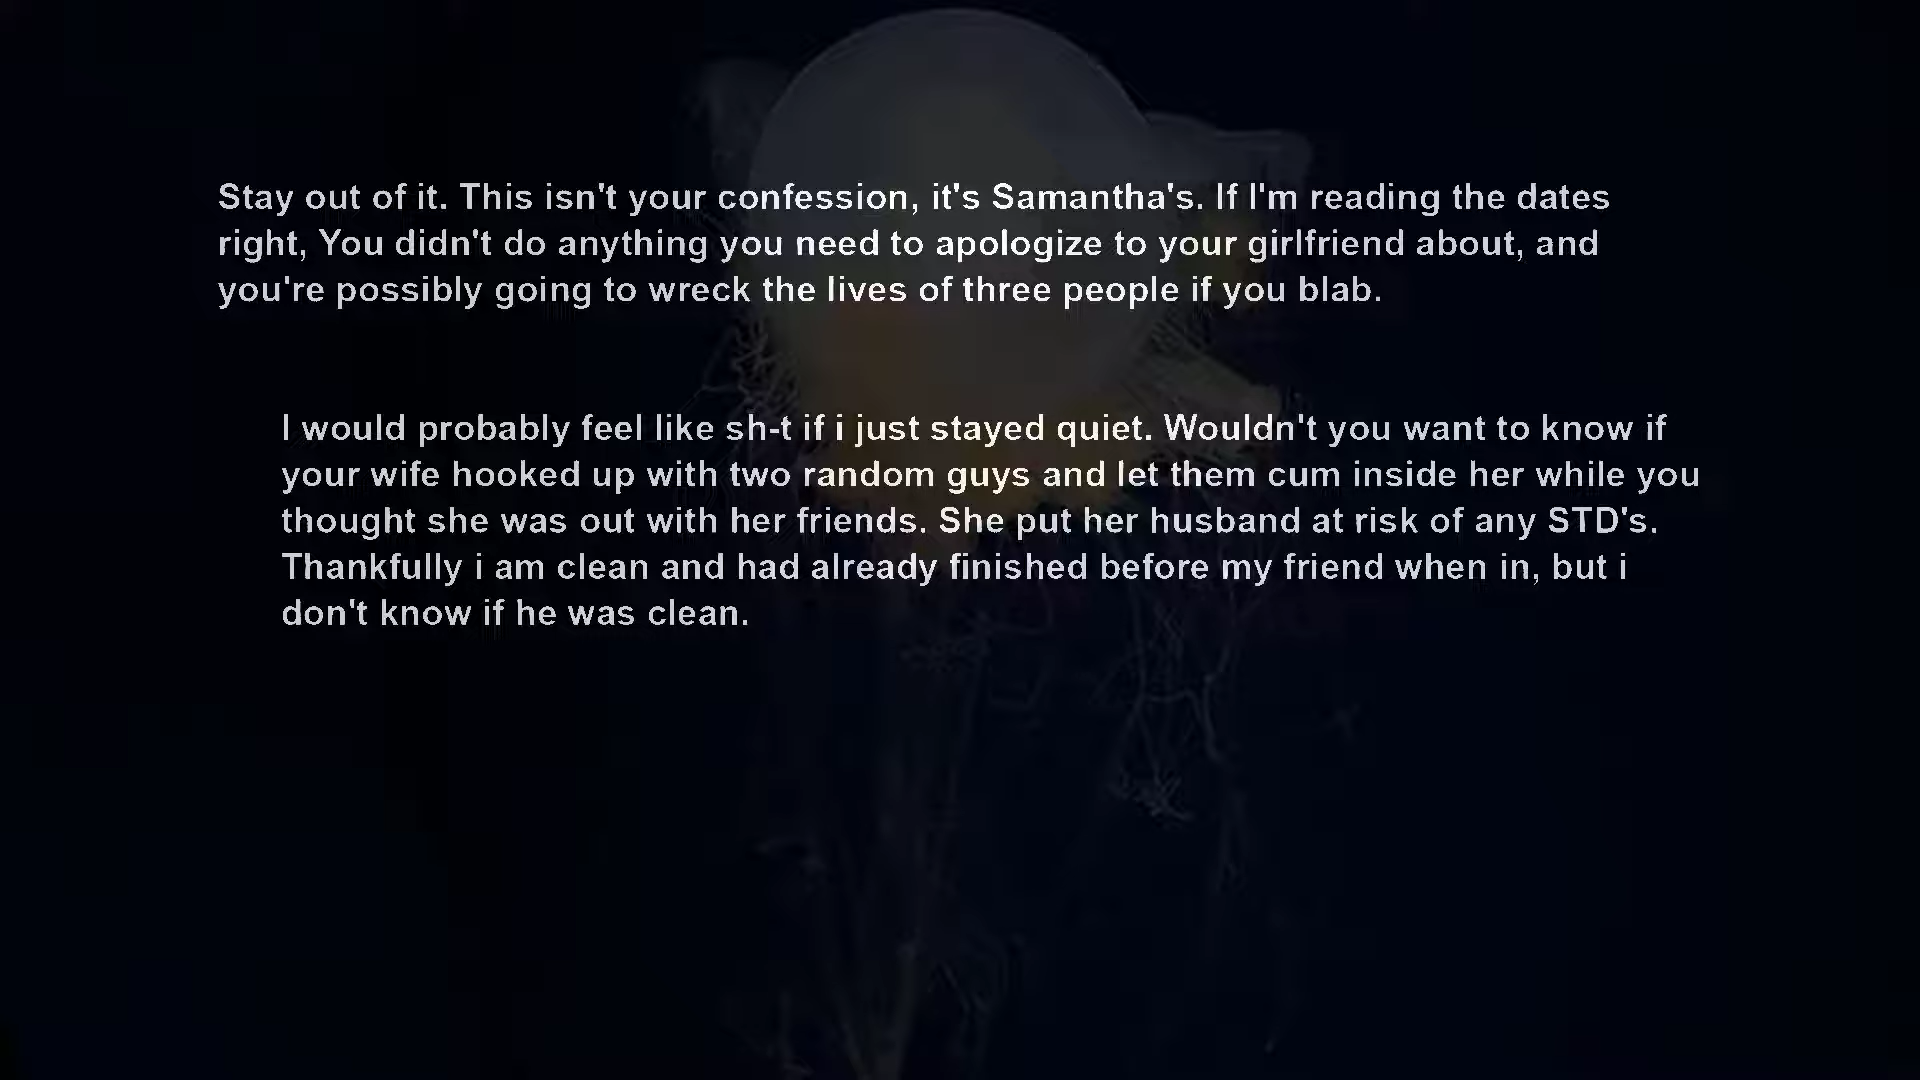 Stay out of it. This isn't your confession, it's Samantha's. If I'm reading the dates
right, You didn't do anything you need to apologize to your girlfriend about, and
you're possibly going to wreck the lives of three people if you blab.
I would probably feel like sh-t if i just stayed quiet. Wouldn't you want to know if
your wife hooked up with two random guys and let them cum inside her while you
thought she was out with her friends. She put her husband at risk of any STD's.
Thankfully i am clean and had already finished before my friend when in, but i
don't know if he was clean.